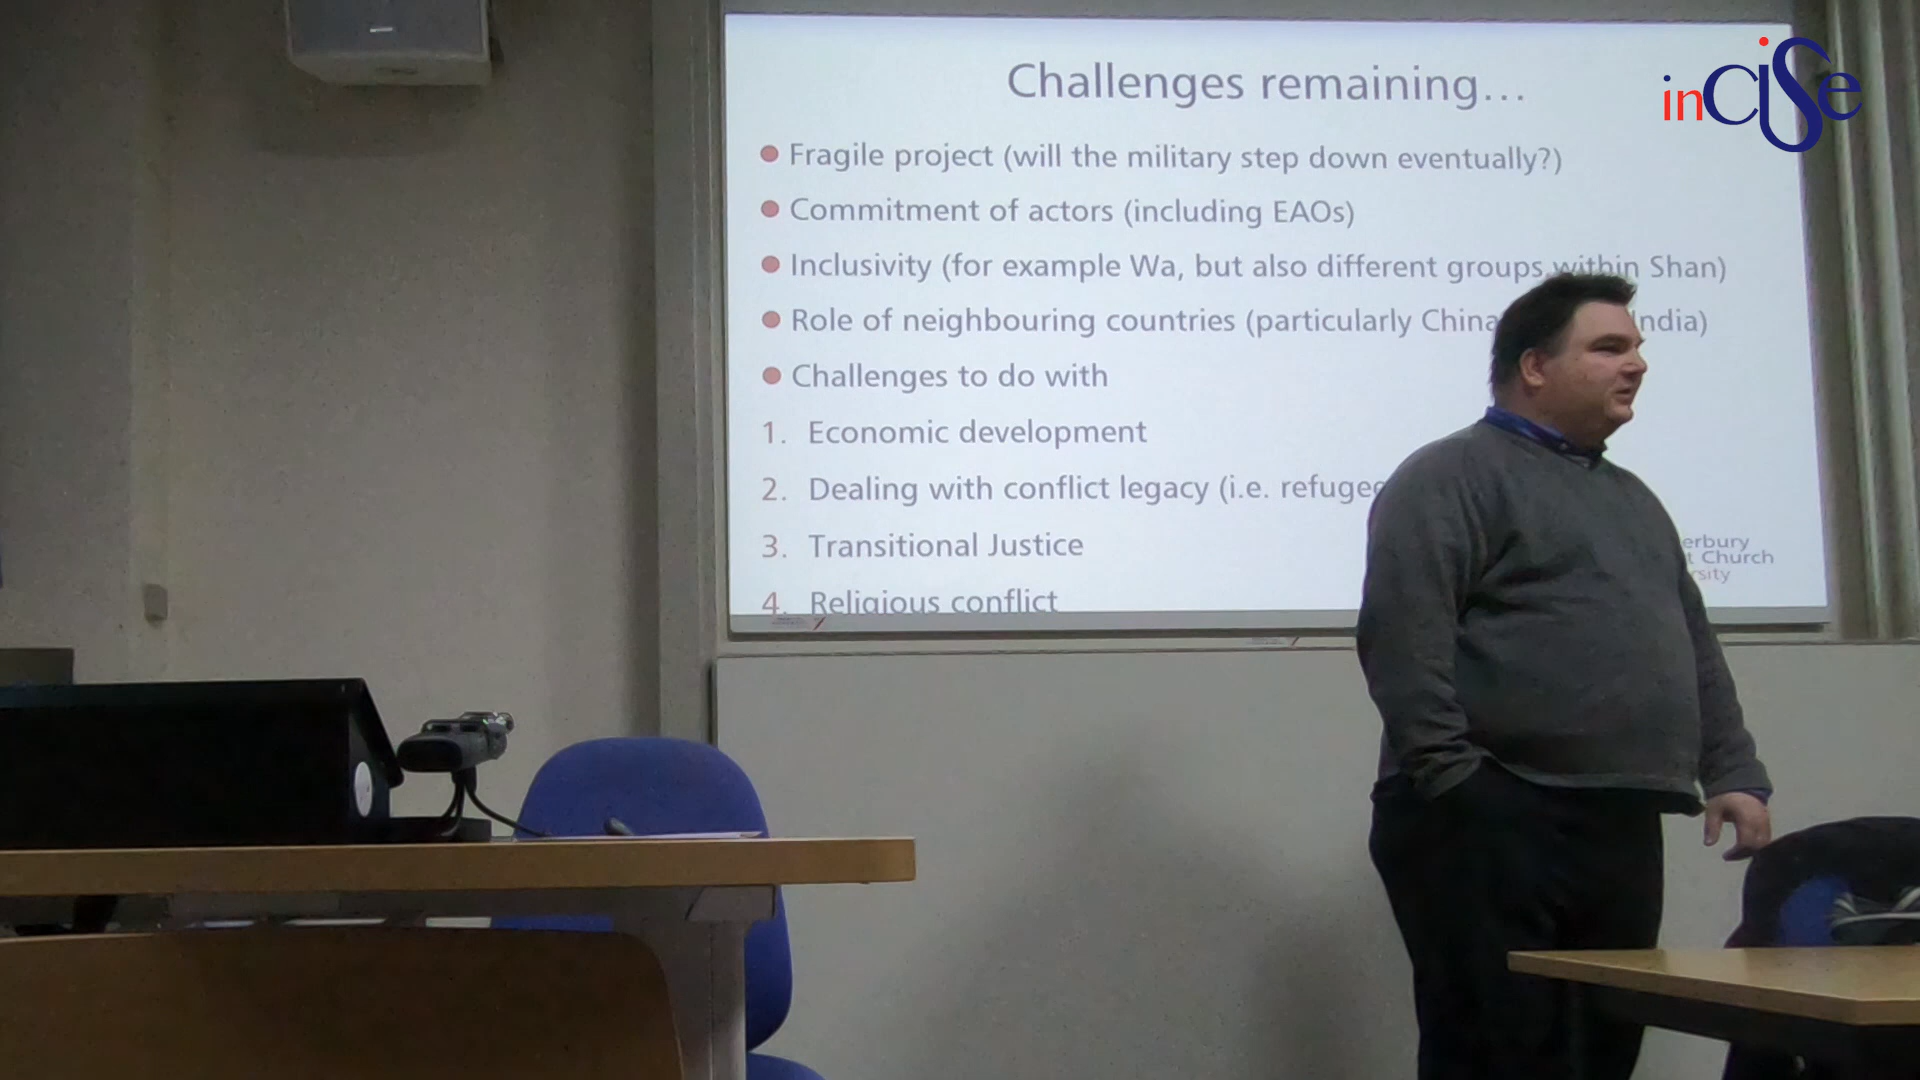 Challenges remaining...
inCISe
Fragile project (will the military step down eventually?)
Commitment of actors (including EAOs)
Inclusivity (for example Wa, but also different groups within Shan)
Role of neighbouring countries (particularly China India)
Challenges to do with
1. Economic development
2. Dealing with conflict legacy (i.e. refugee
3. Transitional Justice
4. Religious conflict
erbury
t Church
rsity